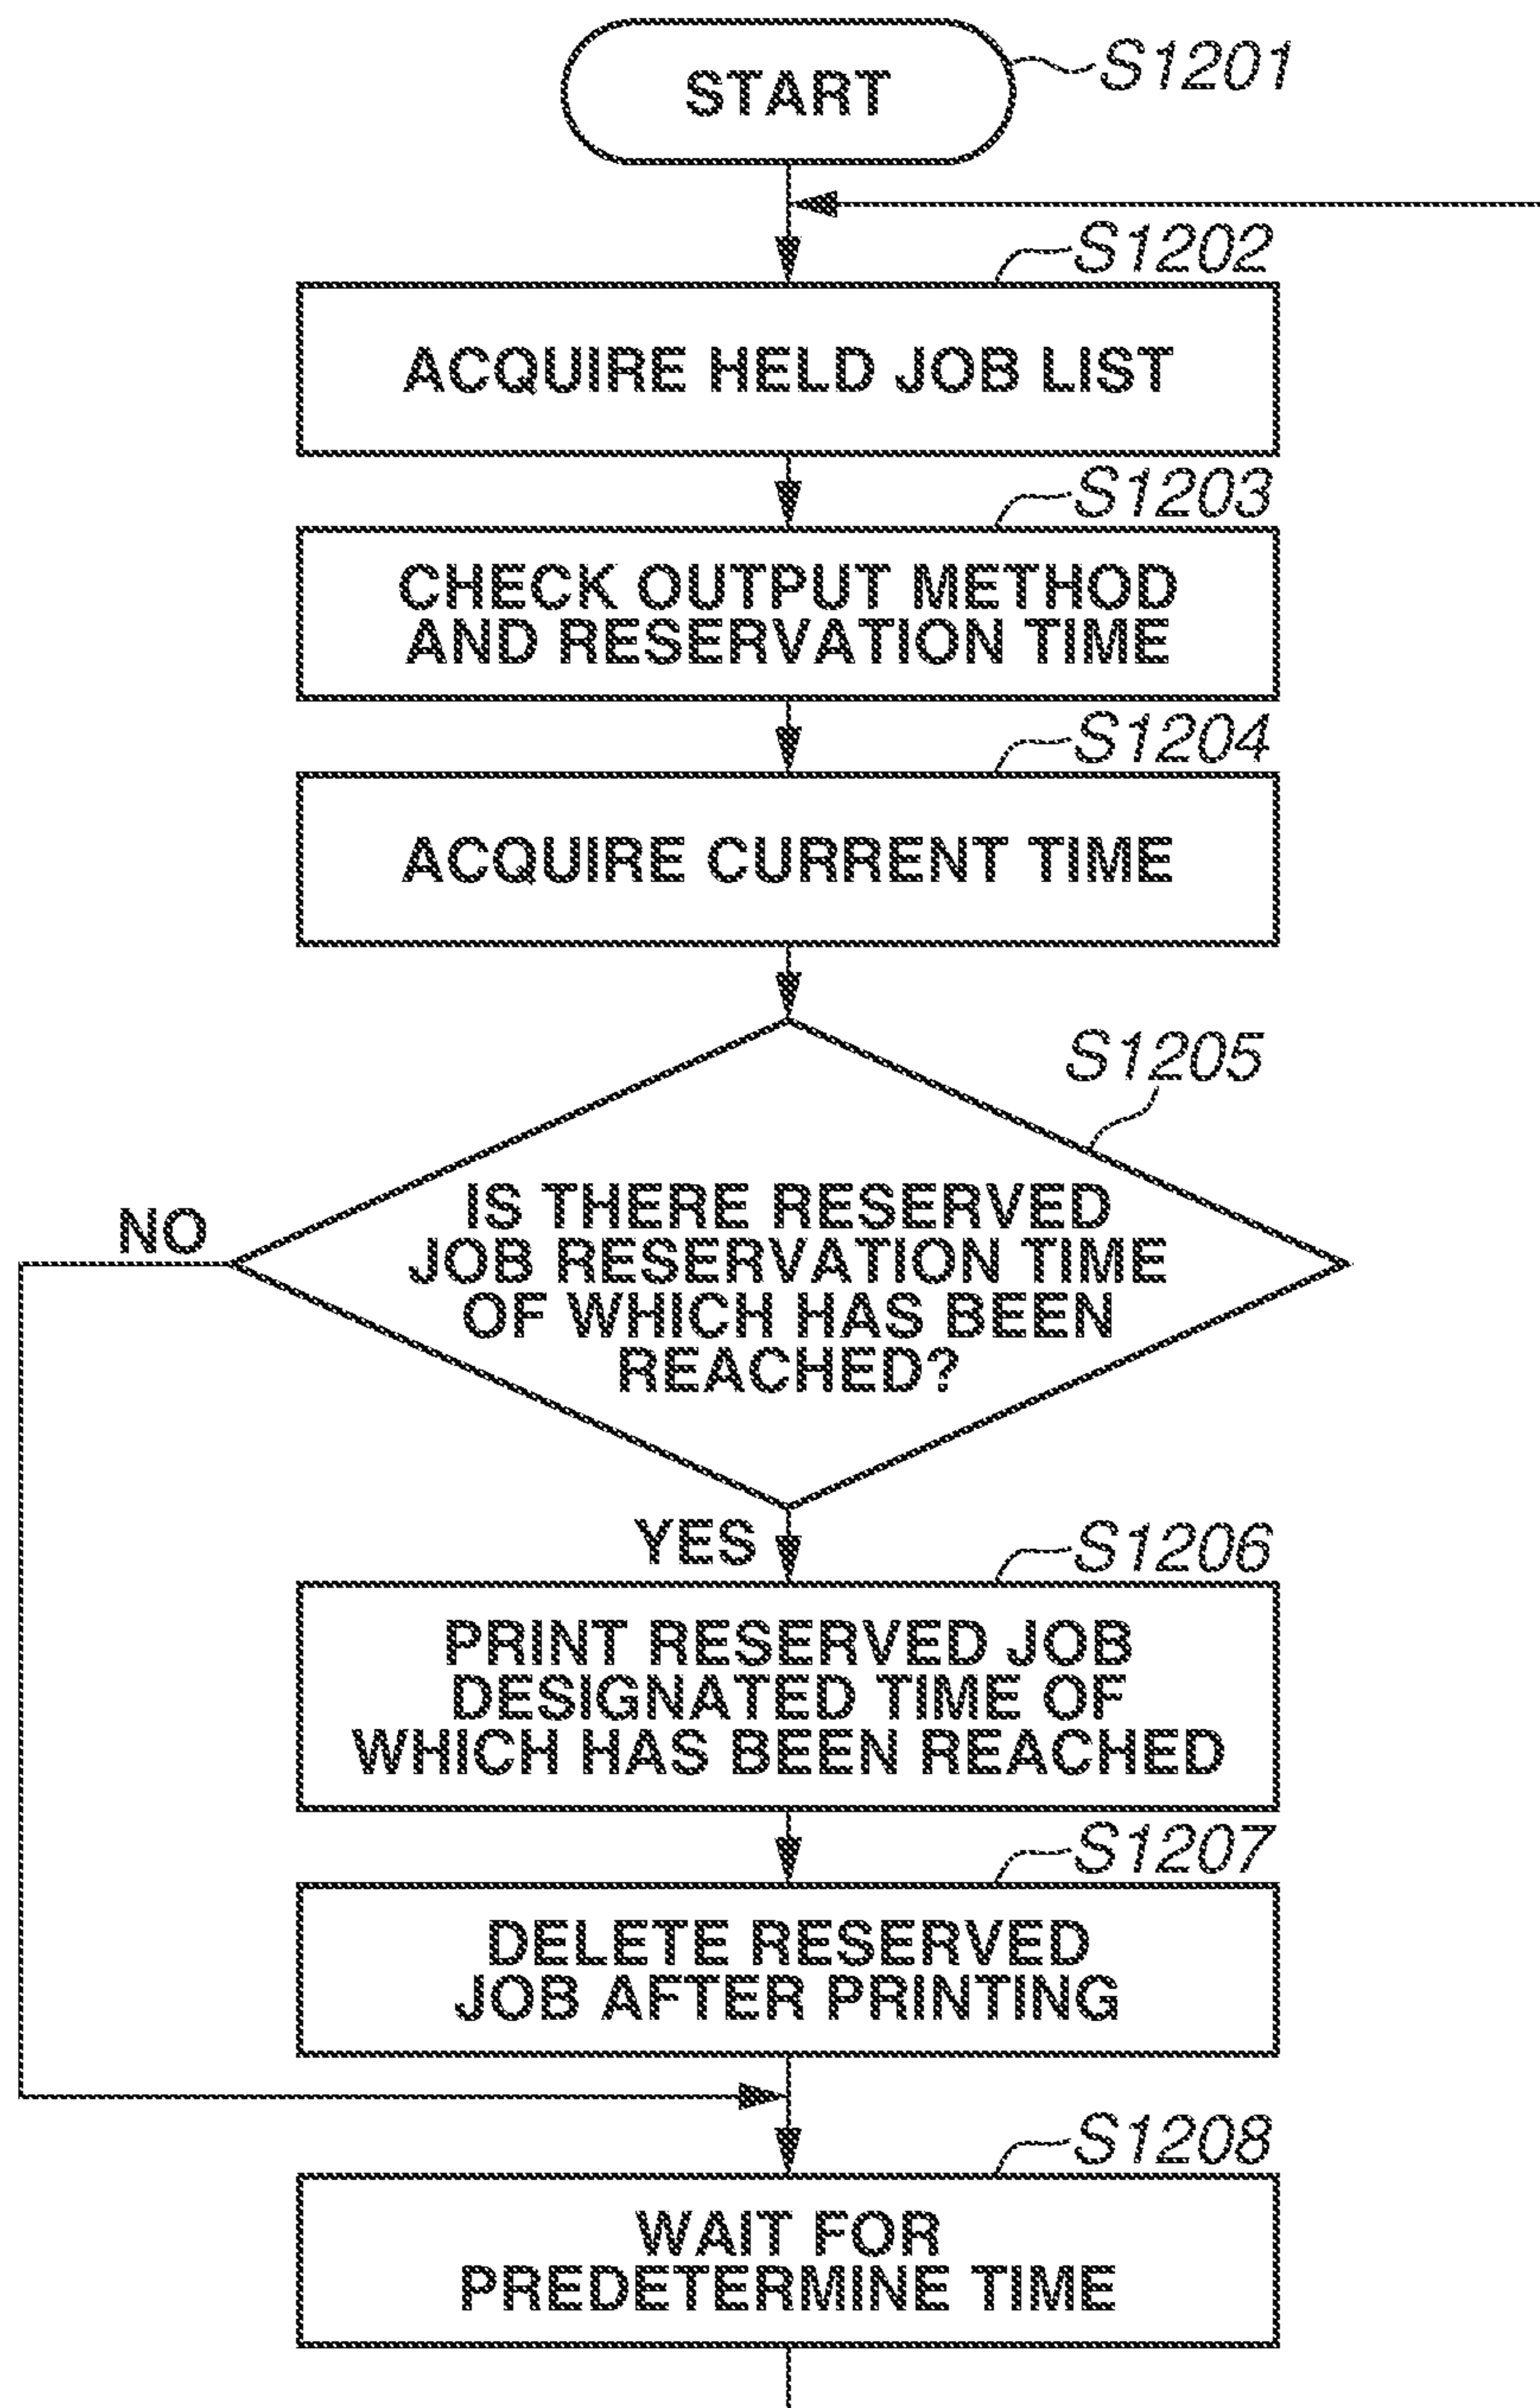 START
S1201
S1202
ACQUIRE HELD JOB LIST
S1203
CHECK OUTPUT METHOD
AND RESERVATION TIME
S1204
ACQUIRE CURRENT TIME
S1205
IS THERE RESERVED
JOB RESERVATION TIME
OF WHICH HAS BEEN
REACHED?
NO
YES
S1206
PRINT RESERVED JOB
DESIGNATED TIME OF
WHICH HAS BEEN REACHED
S1207
DELETE RESERVED
JOB AFTER PRINTING
S1208
WAIT FOR
PREDETERMINE TIME